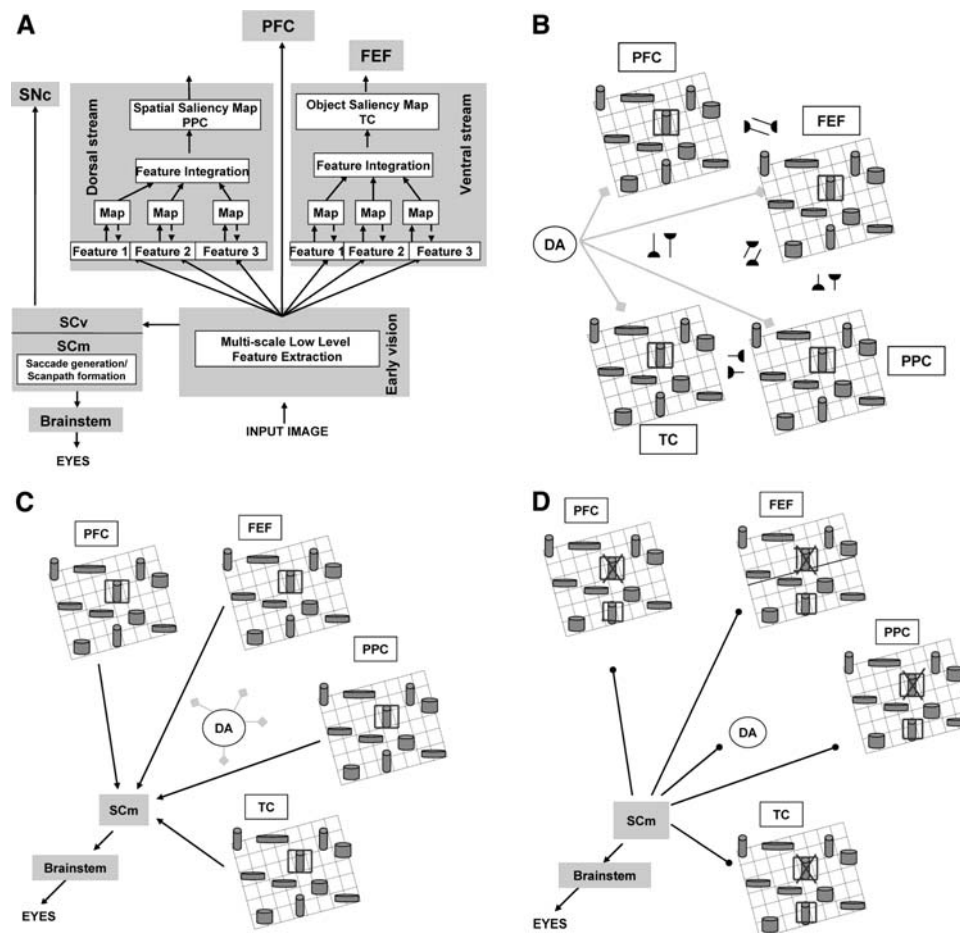 A
PFC
FEF
SNc
Dorsal stream
Spatial Saliency Map
PPC
Feature Integration
Map Map Map
Feature 1 Feature 2 Feature 3
Object Saliency Map
TC
Feature Integration
Map Map Map
Feature 1 Feature 2 Feature 3
Ventral stream
SCv
SCm
Saccade generation/
Scanpath formation
Brainstem
EYES
Multi-scale Low Level
Feature Extraction
Early vision
INPUT IMAGE
B
PFC
FEF
DA
PPC
TC
C
PFC
FEF
PPC
DA
TC
SCm
Brainstem
EYES
D
PFC
FEF
PPC
DA
TC
SCm
Brainstem
EYES